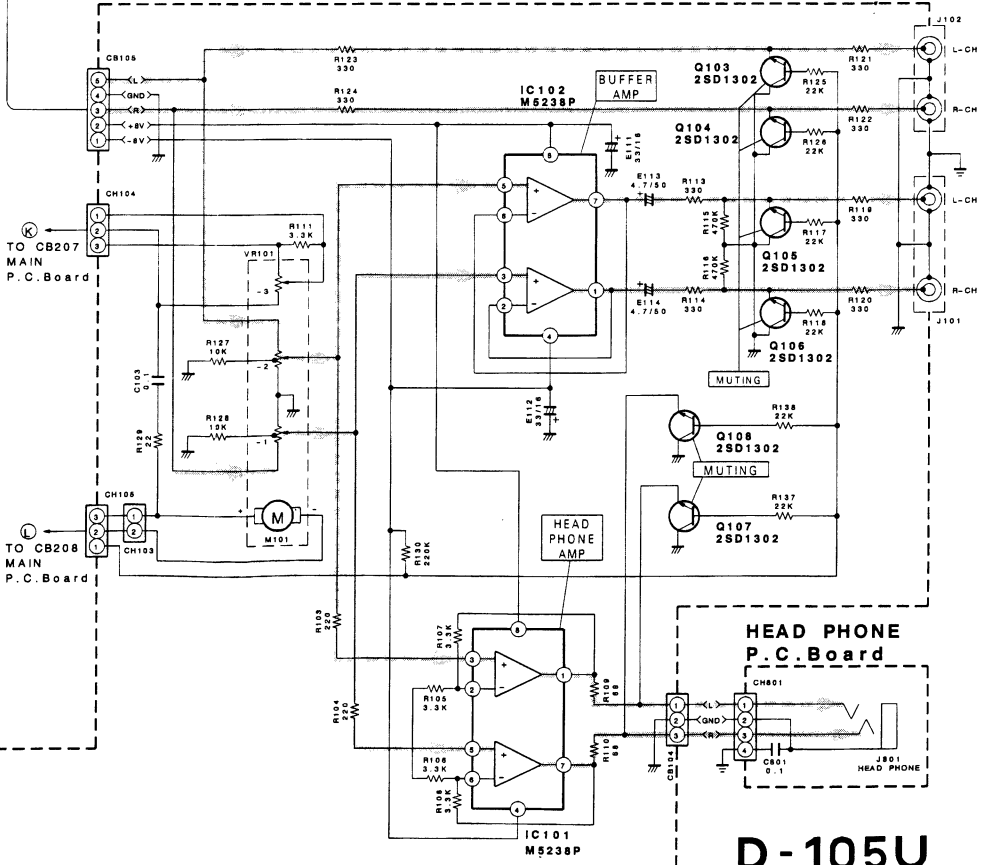 J102
CB105
5 <L>
4 <GND>
3 <R>
2 <+8V>
1 <-8V>
R123
330
R124
330
IC102
M5238P
BUFFER
AMP
Q103
2SD1302
R125
22K
R121
330
L-CH
R-CH
R122
330
Q104
2SD1302
R126
22K
E111
33/16
8
CH104
1
2
3
K
TO CB207
MAIN
P.C.Board
R111
3.3K
VR101
-3
-2
-1
5
6
7
3
2
1
4
E113
4.7/50
R113
330
R115
470K
R116
470K
E114
4.7/50
R114
330
R117
22K
Q105
2SD1302
R119
330
L-CH
R-CH
R118
22K
R120
330
J101
Q106
2SD1302
MUTING
R127
10K
C103
0.1
R128
10K
R129
22
E112
33/16
R138
22K
Q108
2SD1302
MUTING
R137
22K
Q107
2SD1302
CH105
3
2
1
1
2
CH103
L
TO CB208
MAIN
P.C.Board
+
M
-
M101
R130
220K
HEAD
PHONE
AMP
R103
220
R104
220
R107
3.3K
R105
3.3K
R106
3.3K
R108
3.3K
8
3
2
1
5
6
7
4
R109
68
R110
68
IC101
M5238P
HEAD PHONE
P.C.Board
CB104
1 <L> 1
2 <GND> 2
3 <R> 3
4
CH801
C801
0.1
J801
HEAD PHONE
D-105U